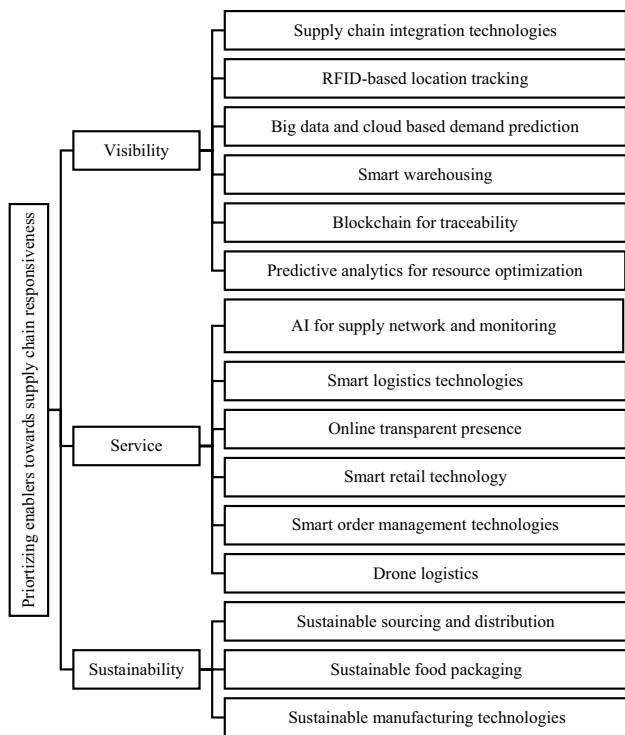 Priortizing enablers towards supply chain responsiveness
Visibility
Supply chain integration technologies
RFID-based location tracking
Big data and cloud based demand prediction
Smart warehousing
Blockchain for traceability
Predictive analytics for resource optimization
Service
AI for supply network and monitoring
Smart logistics technologies
Online transparent presence
Smart retail technology
Smart order management technologies
Drone logistics
Sustainability
Sustainable sourcing and distribution
Sustainable food packaging
Sustainable manufacturing technologies